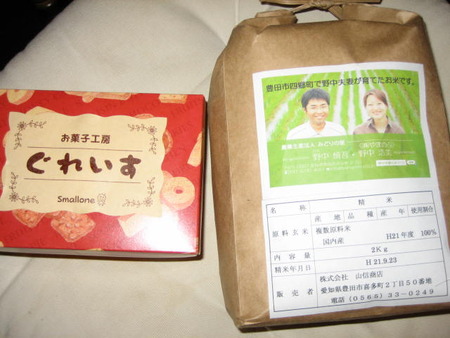 お菓子工房
ぐれいす
Smallone
豊田市四郷町で野中夫妻が育てたお米です。
名称 精米
原料玄米 産地 品種 産年 使用割合
複数原料米
国内産 H21年度 100%
内容量 2Kg
精米年月日 H21.9.23
販売者 株式会社 山信商店
愛知県豊田市喜多町2丁目50番地
電話(0565)33-0249